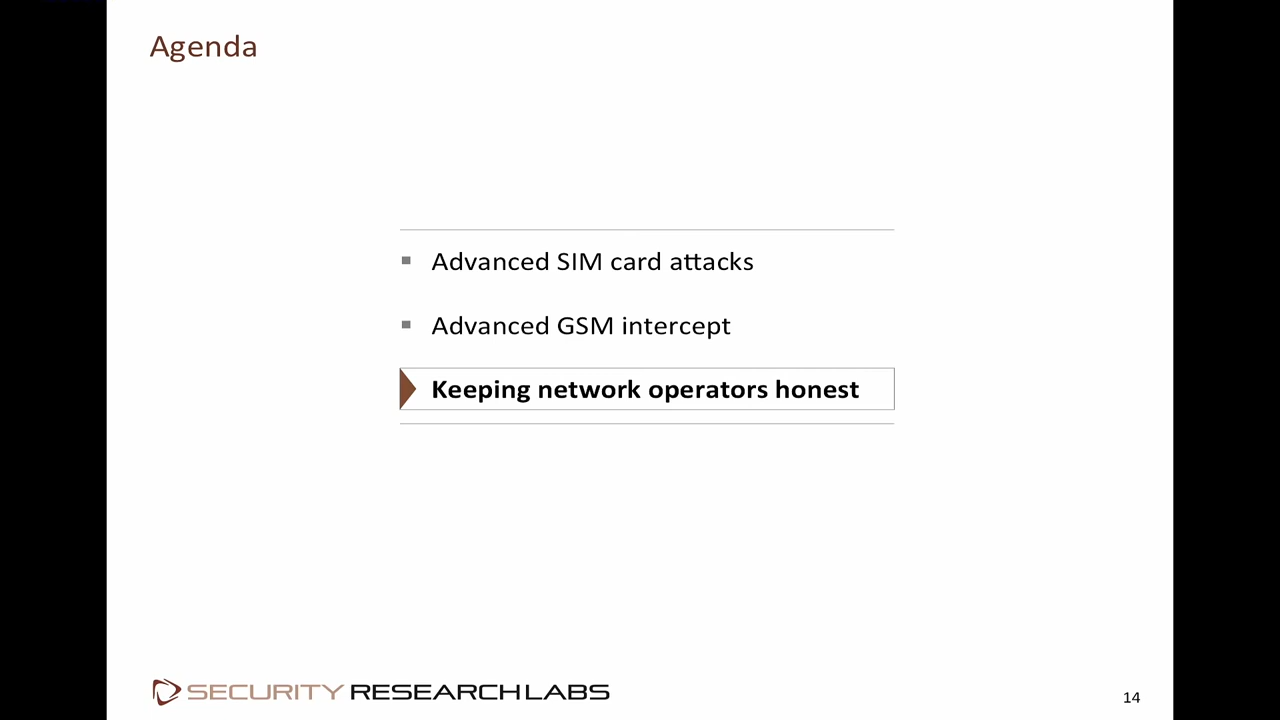 Agenda
Advanced SIM card attacks
Advanced GSM intercept
Keeping network operators honest
SECURITY RESEARCH LABS
14